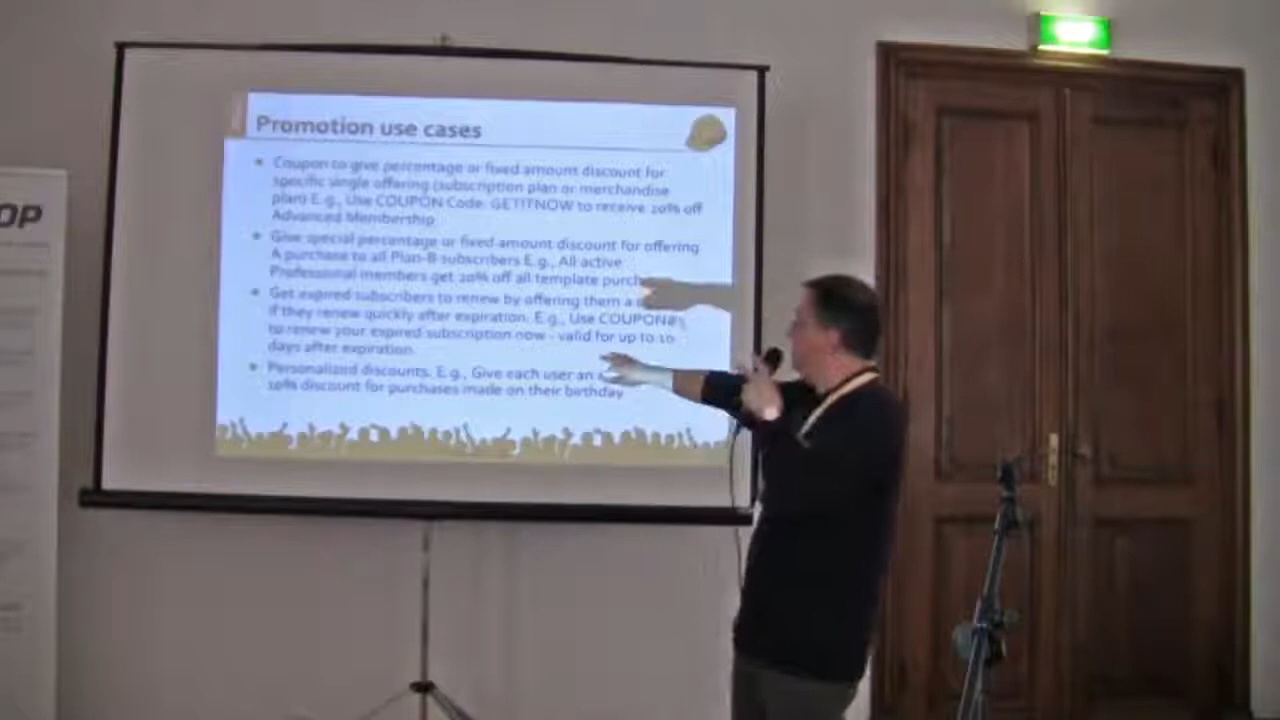 Promotion use cases
Coupon to give percentage or fixed amount discount for
specific single offering (subscription plan or merchandise
plan) E.g., Use COUPON Code: GETITNOW to receive 20% off
Advanced Membership
Give special percentage or fixed amount discount for offering
A purchase to all Plan-B subscribers E.g., All active
Professional members get 20% off all template
Get expired subscribers to renew by offering them a
if they renew quickly after expiration. E.g., Use
to renew your expired subscription now - valid for up to 10
days after expiration.
Personalized discounts. E.g., Give each user an
10% discount for purchases made on their birthday
OP